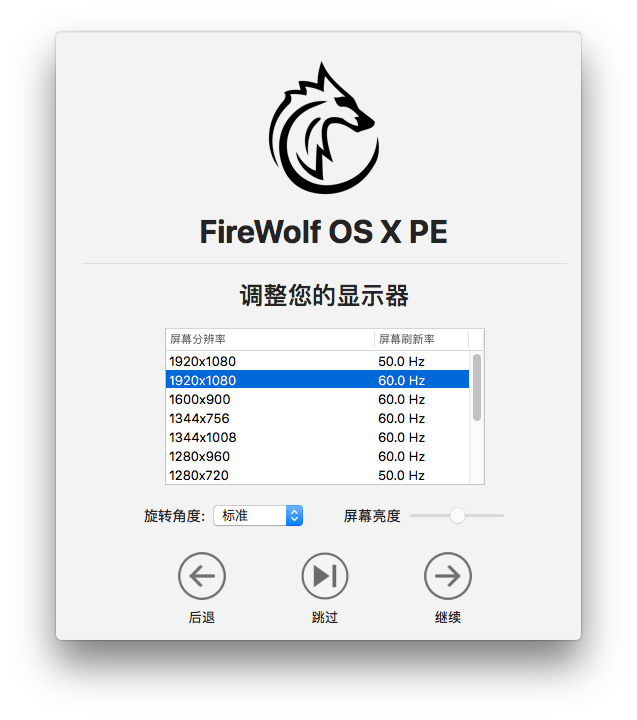 FireWolf OS X PE
调整您的显示器
屏幕分辨率 屏幕刷新率
1920x1080 50.0 Hz
1920x1080 60.0 Hz
1600x900 60.0 Hz
1344x756 60.0 Hz
1344x1008 60.0 Hz
1280x960 60.0 Hz
1280x720 50.0 Hz
旋转角度: 标准 屏幕亮度
后退 跳过 继续